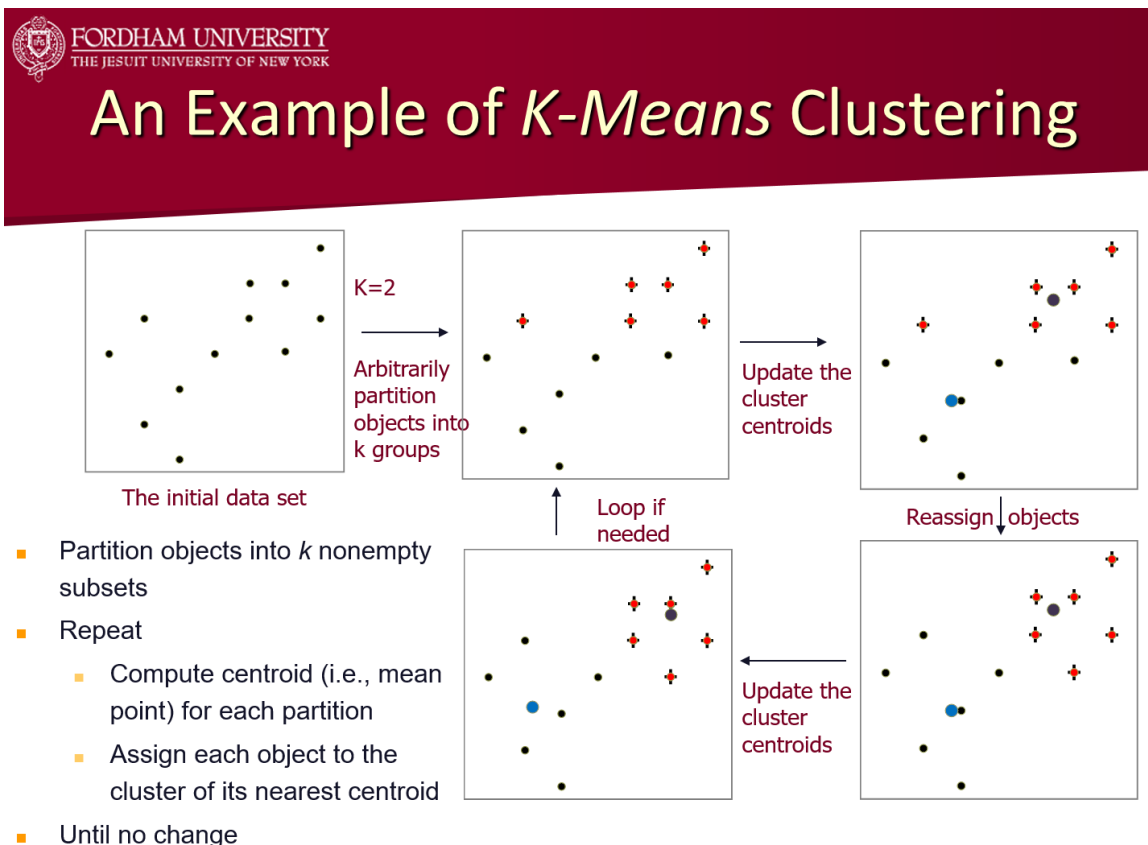 FORDHAM UNIVERSITY
THE JESUIT UNIVERSITY OF NEW YORK
An Example of K-Means Clustering
K=2
Arbitrarily
partition
objects into
k groups
Update the
cluster
centroids
The initial data set
Loop if
needed
Reassign objects
Update the
cluster
centroids
Partition objects into k nonempty
subsets
Repeat
Compute centroid (i.e., mean
point) for each partition
Assign each object to the
cluster of its nearest centroid
Until no change